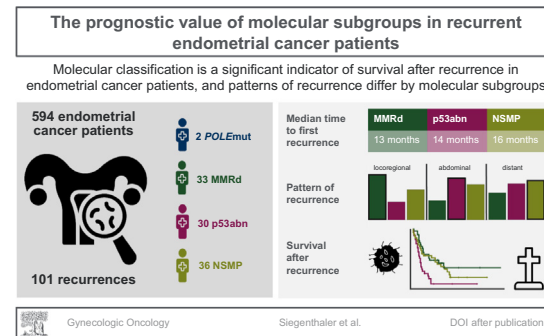 The prognostic value of molecular subgroups in recurrent
endometrial cancer patients
Molecular classification is a significant indicator of survival after recurrence in
endometrial cancer patients, and patterns of recurrence differ by molecular subgroups
594 endometrial
cancer patients
2 POLEmut
33 MMRd
30 p53abn
36 NSMP
101 recurrences
Median time
to first
recurrence
MMRd
p53abn
NSMP
13 months
14 months
16 months
Pattern of
recurrence
locoregional
abdominal
distant
Survival
after
recurrence
Gynecologic Oncology
Siegenthaler et al.
DOI after publication